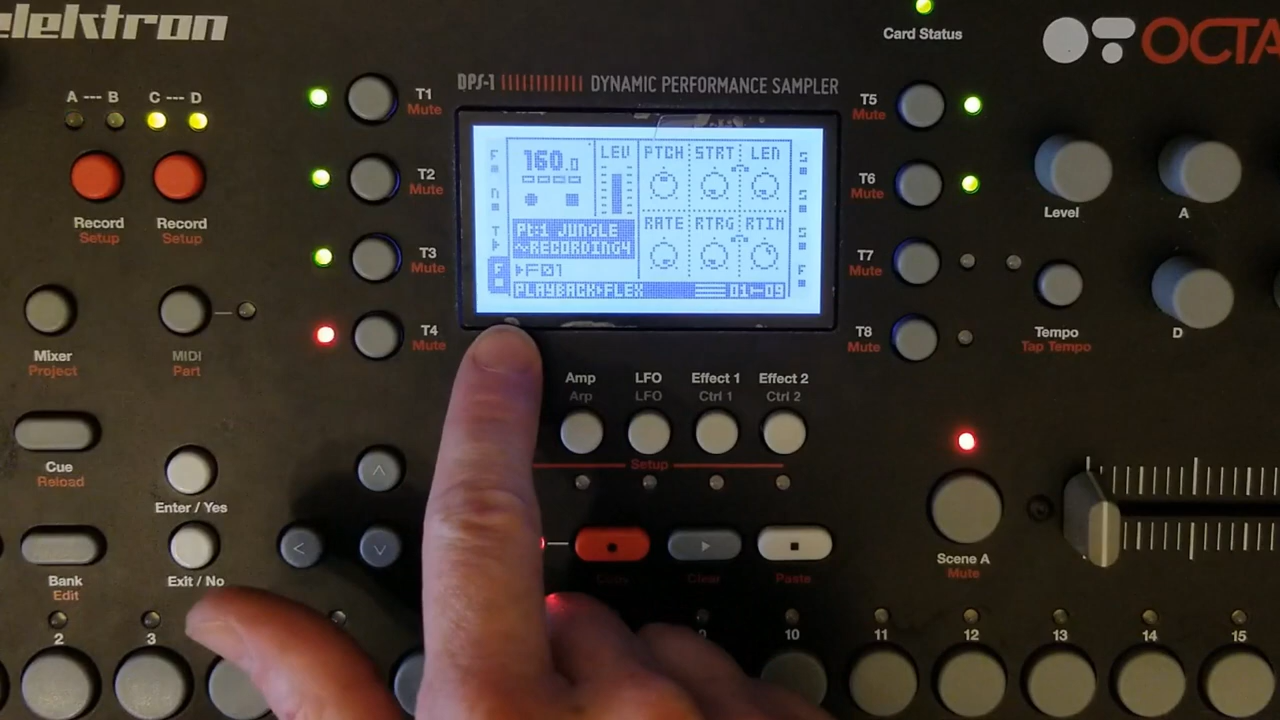 elektron
Card Status
OCTA
A --- B
C --- D
Record
Setup
Record
Setup
T1
Mute
T2
Mute
T3
Mute
T4
Mute
DPS-1
DYNAMIC PERFORMANCE SAMPLER
160.0
LEV
PTCH
STRT
LEN
RATE
RTRG
RTIM
Pt:1 JUNGLE
RECORDING4
F01
PLAYBACK
FLEX
T5
Mute
T6
Mute
T7
Mute
T8
Mute
Level
A
Tempo
Tap Tempo
D
Mixer
Project
MIDI
Part
Cue
Reload
Enter / Yes
Bank
Edit
Exit / No
Amp
Arp
LFO
LFO
Effect 1
Ctrl 1
Effect 2
Ctrl 2
Setup
Clear
Paste
Scene A
Mute
2
3
10
11
12
13
14
15